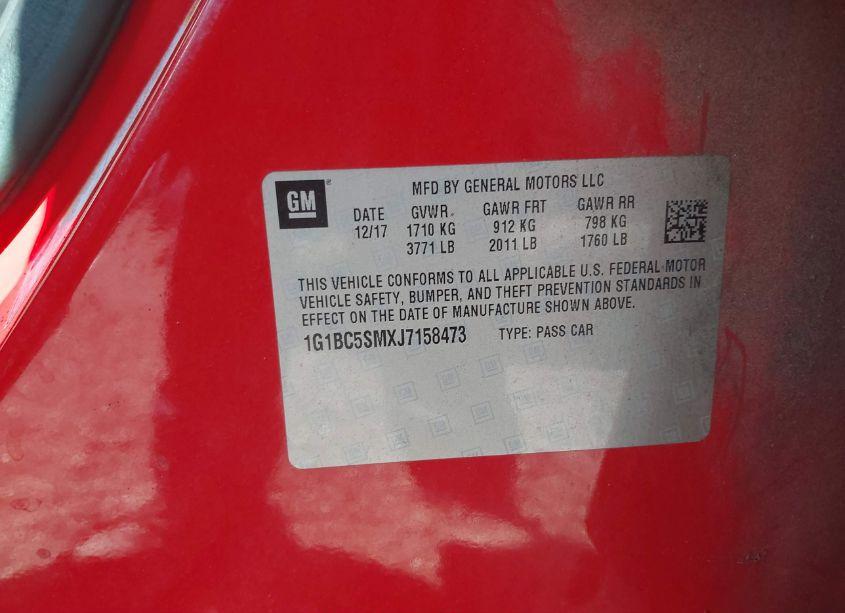 GM
MFD BY GENERAL MOTORS LLC
DATE GVWR GAWR FRT GAWR RR
12/17 1710 KG 912 KG 798 KG
3771 LB 2011 LB 1760 LB
THIS VEHICLE CONFORMS TO ALL APPLICABLE U.S. FEDERAL MOTOR
VEHICLE SAFETY, BUMPER, AND THEFT PREVENTION STANDARDS IN
EFFECT ON THE DATE OF MANUFACTURE SHOWN ABOVE.
1G1BC5SMXJ7158473 TYPE: PASS CAR